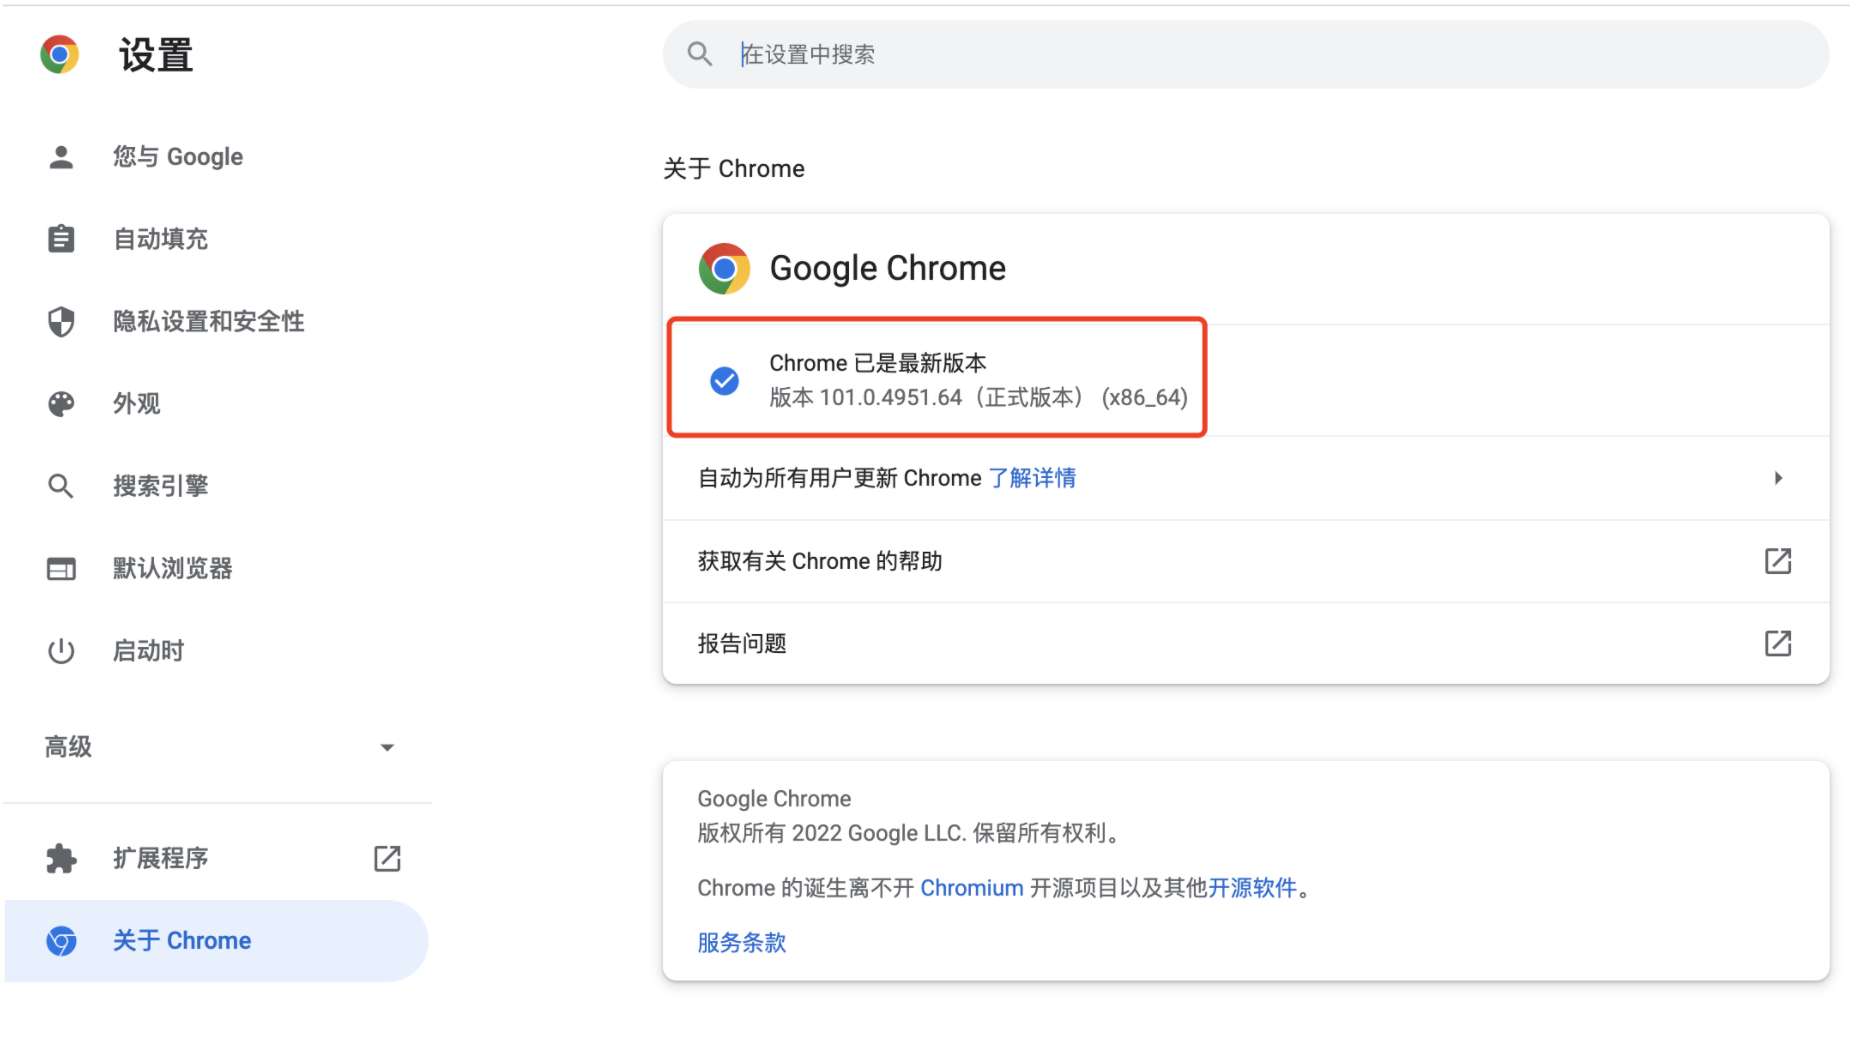 设置
在设置中搜索
您与 Google
自动填充
隐私设置和安全性
外观
搜索引擎
默认浏览器
启动时
高级
扩展程序
关于 Chrome
关于 Chrome
Google Chrome
Chrome 已是最新版本
版本 101.0.4951.64（正式版本） (x86_64)
自动为所有用户更新 Chrome 了解详情
获取有关 Chrome 的帮助
报告问题
Google Chrome
版权所有 2022 Google LLC. 保留所有权利。
Chrome 的诞生离不开 Chromium 开源项目以及其他开源软件。
服务条款